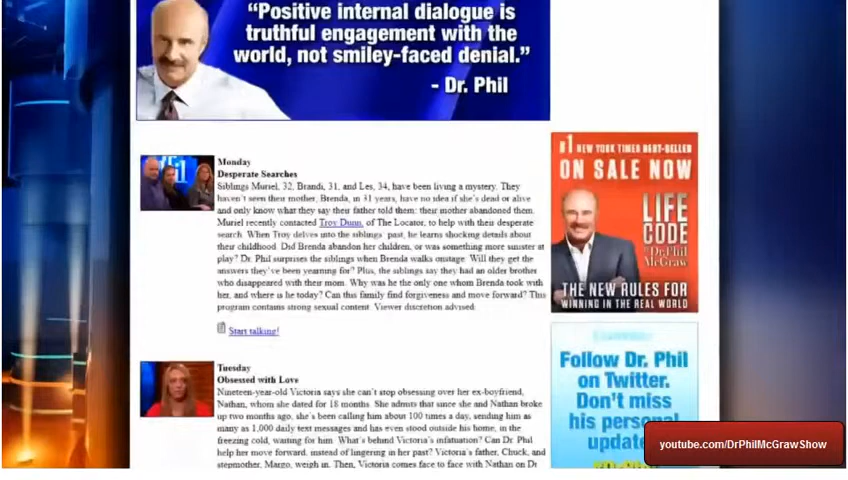 “Positive internal dialogue is
truthful engagement with the
world, not smiley-faced denial.”
- Dr. Phil
Monday
Desperate Searches
Siblings Muriel, 32, Brandi, 31, and Les, 34, have been living a mystery. They
haven't seen their mother, Brenda, in 31 years, have no idea if she's dead or alive
and only know what they say their father told them: their mother abandoned them.
Muriel recently contacted Troy Dunn, of The Locator, to help with their desperate
search. When Troy delves into the siblings' past, he learns shocking details about
their childhood. Did Brenda abandon her children, or was something more sinister at
play? Dr. Phil surprises the siblings when Brenda walks onstage. Will they get the
answers they've been yearning for? Plus, the siblings say they had an older brother
who disappeared with their mom. Why was he the only one whom Brenda took with
her, and where is he today? Can this family find forgiveness and move forward? This
program contains strong sexual content. Viewer discretion advised.
Start talking!
Tuesday
Obsessed with Love
Nineteen-year-old Victoria says she can't stop obsessing over her ex-boyfriend,
Nathan, whom she dated for 18 months. She admits that since she and Nathan broke
up two months ago, she's been calling him about 100 times a day, sending him as
many as 1,000 daily text messages and has even stood outside his home, in the
freezing cold, waiting for him. What's behind Victoria's infatuation? Can Dr. Phil
help her move forward, instead of lingering in her past? Victoria's father, Chuck, and
stepmother, Margo, weigh in. Then, Victoria comes face to face with Nathan on Dr
#1 NEW YORK TIMES BEST-SELLER
ON SALE NOW
LIFE
CODE
by Dr. Phil
McGraw
THE NEW RULES FOR
WINNING IN THE REAL WORLD
Follow Dr. Phil
on Twitter.
Don't miss
his personal
update
youtube.com/DrPhilMcGrawShow